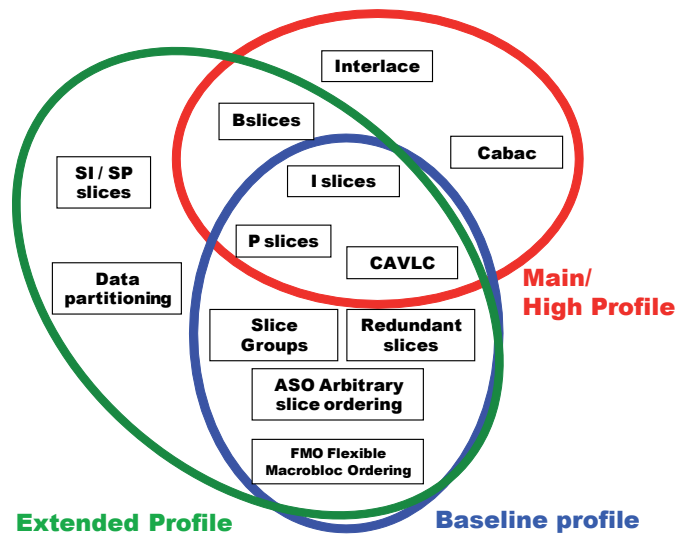 Interlace
Bslices
Cabac
SI / SP
slices
I slices
P slices
CAVLC
Data
partitioning
Main/
High Profile
Slice
Groups
Redundant
slices
ASO Arbitrary
slice ordering
FMO Flexible
Macrobloc Ordering
Extended Profile
Baseline profile